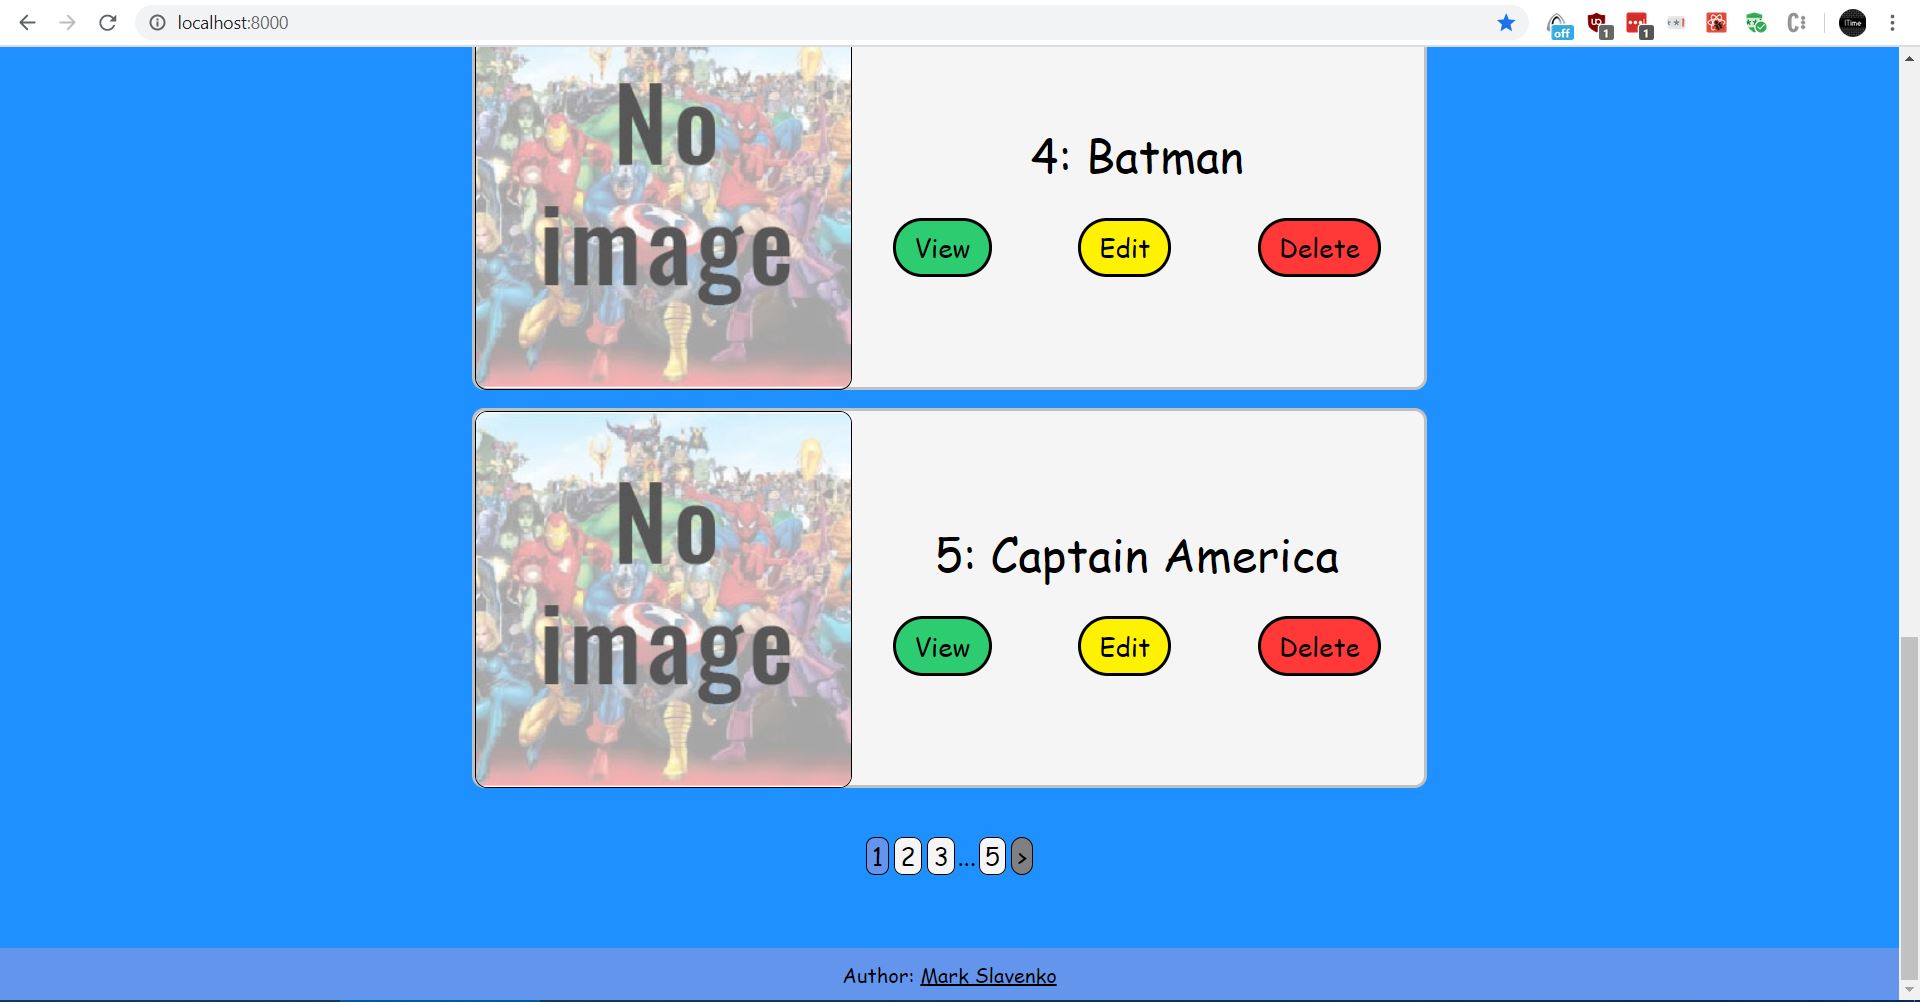 localhost:8000
off
1
1
ITime
No
image
4: Batman
View
Edit
Delete
No
image
5: Captain America
View
Edit
Delete
1 2 3 ... 5 >
Author: Mark Slavenko